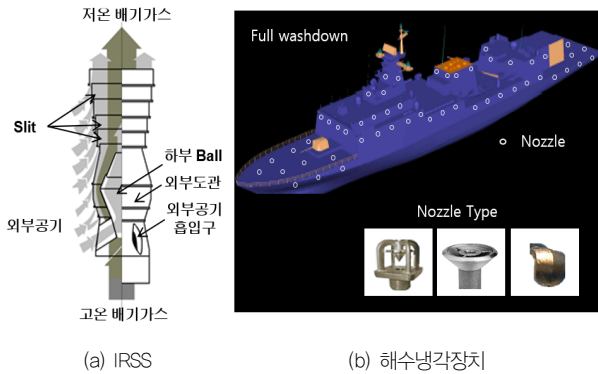 저온 배기가스
Slit
하부 Ball
외부도관
외부공기
흡입구
외부공기
고온 배기가스
(a) IRSS
Full washdown
Nozzle
Nozzle Type
(b) 해수냉각장치